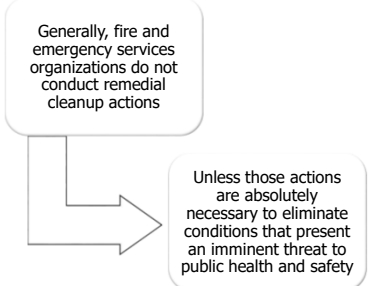 Generally, fire and
emergency services
organizations do not
conduct remedial
cleanup actions
Unless those actions
are absolutely
necessary to eliminate
conditions that present
an imminent threat to
public health and safety